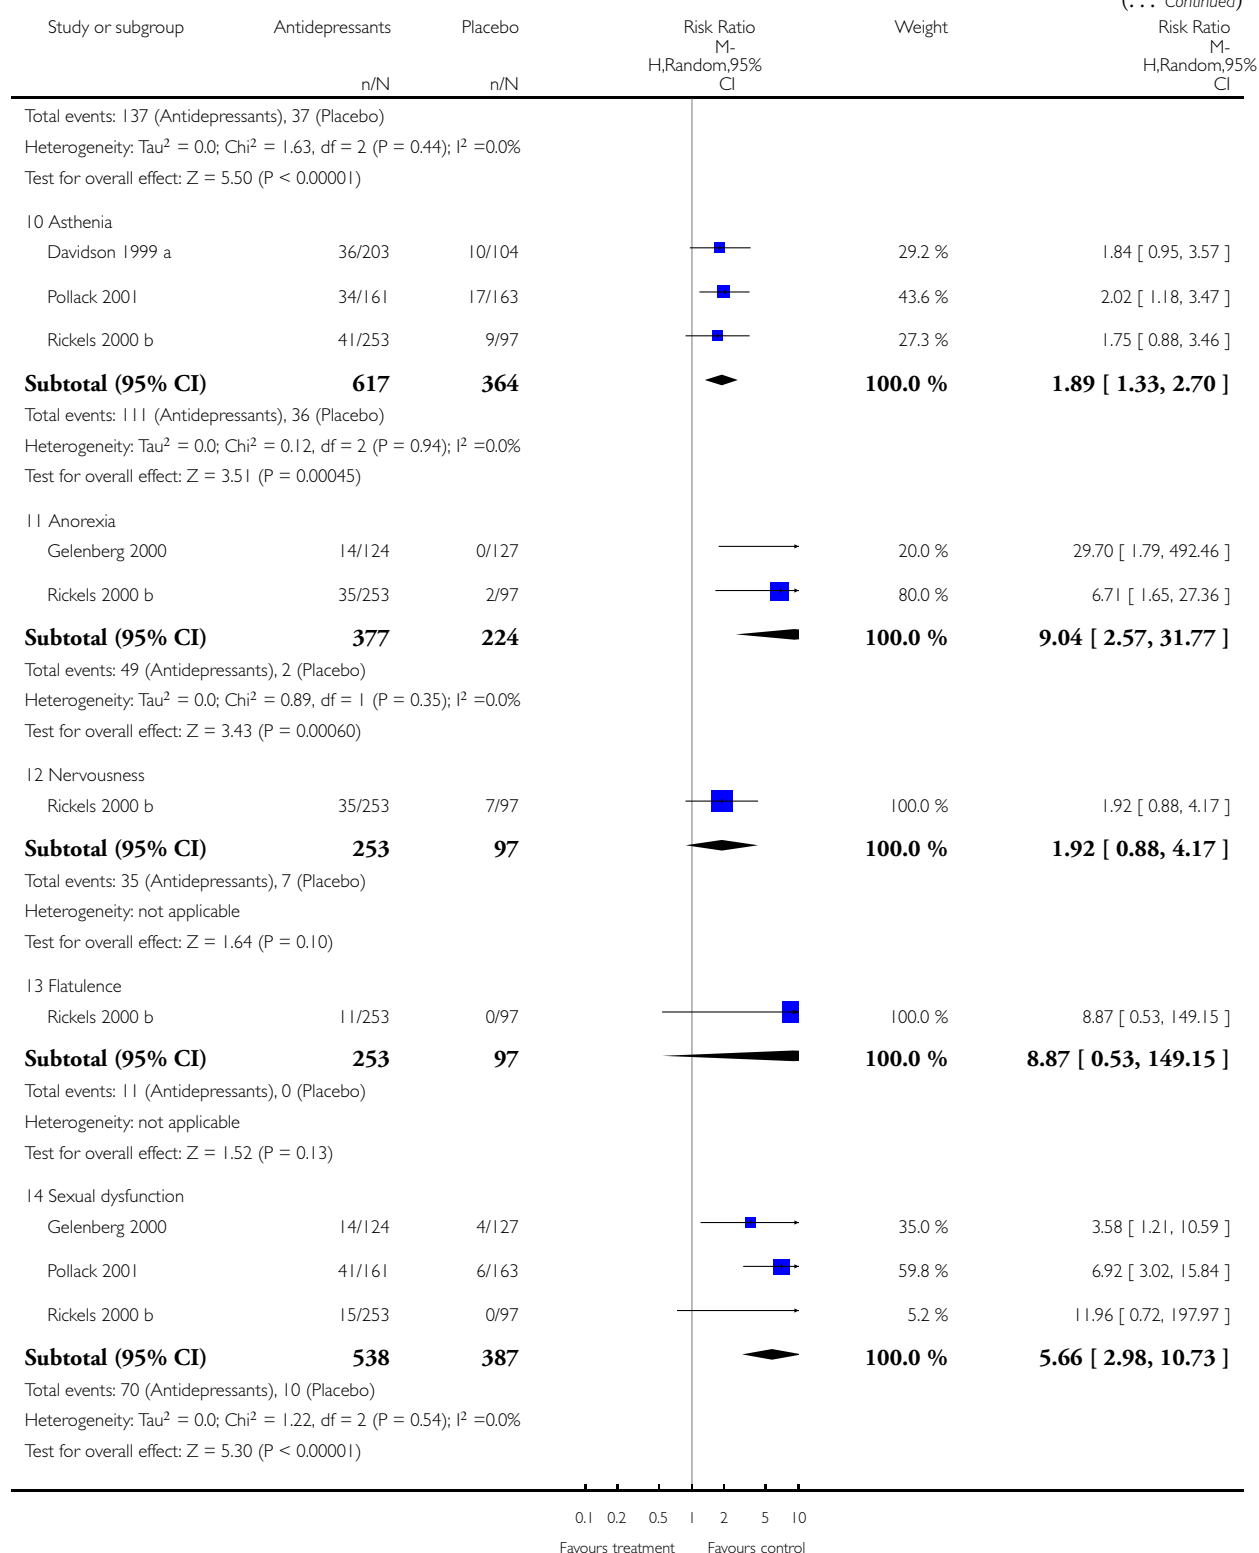 (. . . Continued)
Study or subgroup Antidepressants Placebo Risk Ratio Weight Risk Ratio
M- M-
H,Random,95% H,Random,95%
n/N n/N CI CI
Total events: 137 (Antidepressants), 37 (Placebo)
Heterogeneity: Tau² = 0.0; Chi² = 1.63, df = 2 (P = 0.44); I² =0.0%
Test for overall effect: Z = 5.50 (P < 0.00001)
10 Asthenia
Davidson 1999 a 36/203 10/104 29.2 % 1.84 [ 0.95, 3.57 ]
Pollack 2001 34/161 17/163 43.6 % 2.02 [ 1.18, 3.47 ]
Rickels 2000 b 41/253 9/97 27.3 % 1.75 [ 0.88, 3.46 ]
Subtotal (95% CI) 617 364 100.0 % 1.89 [ 1.33, 2.70 ]
Total events: 111 (Antidepressants), 36 (Placebo)
Heterogeneity: Tau² = 0.0; Chi² = 0.12, df = 2 (P = 0.94); I² =0.0%
Test for overall effect: Z = 3.51 (P = 0.00045)
11 Anorexia
Gelenberg 2000 14/124 0/127 20.0 % 29.70 [ 1.79, 492.46 ]
Rickels 2000 b 35/253 2/97 80.0 % 6.71 [ 1.65, 27.36 ]
Subtotal (95% CI) 377 224 100.0 % 9.04 [ 2.57, 31.77 ]
Total events: 49 (Antidepressants), 2 (Placebo)
Heterogeneity: Tau² = 0.0; Chi² = 0.89, df = 1 (P = 0.35); I² =0.0%
Test for overall effect: Z = 3.43 (P = 0.00060)
12 Nervousness
Rickels 2000 b 35/253 7/97 100.0 % 1.92 [ 0.88, 4.17 ]
Subtotal (95% CI) 253 97 100.0 % 1.92 [ 0.88, 4.17 ]
Total events: 35 (Antidepressants), 7 (Placebo)
Heterogeneity: not applicable
Test for overall effect: Z = 1.64 (P = 0.10)
13 Flatulence
Rickels 2000 b 11/253 0/97 100.0 % 8.87 [ 0.53, 149.15 ]
Subtotal (95% CI) 253 97 100.0 % 8.87 [ 0.53, 149.15 ]
Total events: 11 (Antidepressants), 0 (Placebo)
Heterogeneity: not applicable
Test for overall effect: Z = 1.52 (P = 0.13)
14 Sexual dysfunction
Gelenberg 2000 14/124 4/127 35.0 % 3.58 [ 1.21, 10.59 ]
Pollack 2001 41/161 6/163 59.8 % 6.92 [ 3.02, 15.84 ]
Rickels 2000 b 15/253 0/97 5.2 % 11.96 [ 0.72, 197.97 ]
Subtotal (95% CI) 538 387 100.0 % 5.66 [ 2.98, 10.73 ]
Total events: 70 (Antidepressants), 10 (Placebo)
Heterogeneity: Tau² = 0.0; Chi² = 1.22, df = 2 (P = 0.54); I² =0.0%
Test for overall effect: Z = 5.30 (P < 0.00001)
0.1 0.2 0.5 1 2 5 10
Favours treatment Favours control